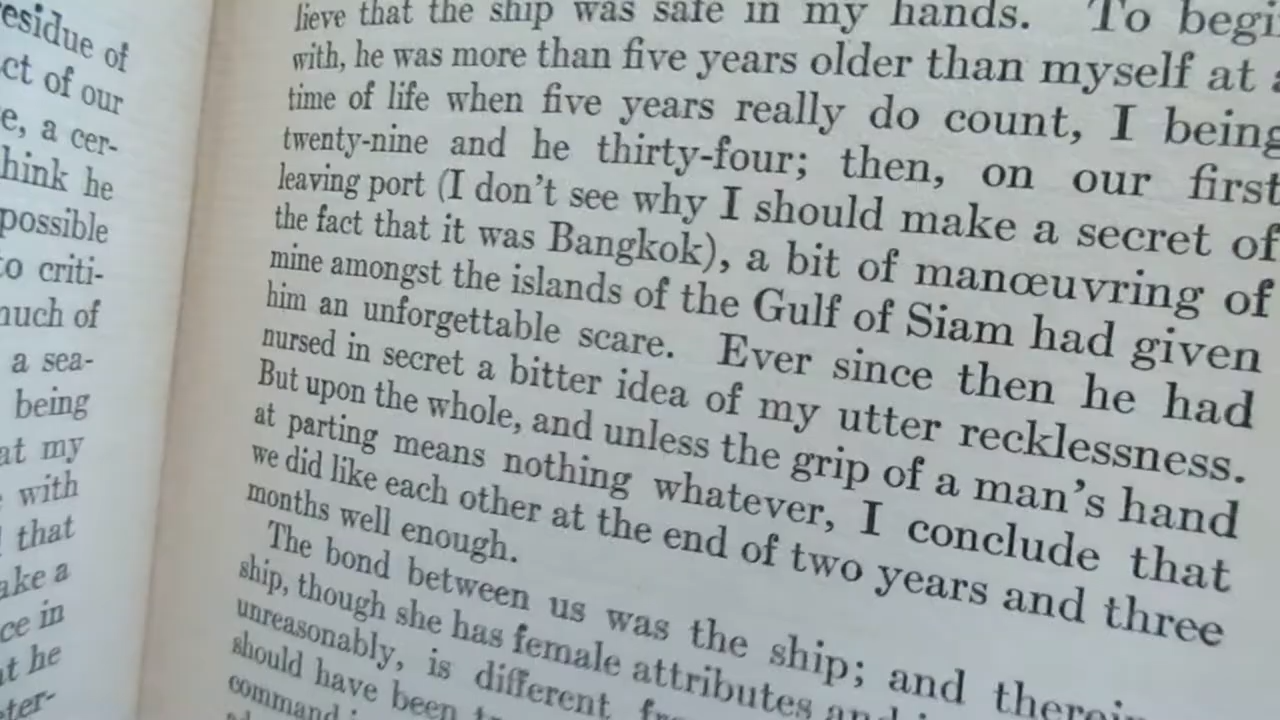 esidue of
ct of our
e, a cer-
hink he
possible
to criti-
nuch of
a sea-
being
at my
with
that
ake a
ce in
t he
ter-
lieve that the ship was safe in my hands. To begi
with, he was more than five years older than myself at a
time of life when five years really do count, I being
twenty-nine and he thirty-four; then, on our first
leaving port (I don't see why I should make a secret of
the fact that it was Bangkok), a bit of manœuvring of
mine amongst the islands of the Gulf of Siam had given
him an unforgettable scare. Ever since then he had
nursed in secret a bitter idea of my utter recklessness.
But upon the whole, and unless the grip of a man's hand
at parting means nothing whatever, I conclude that
we did like each other at the end of two years and three
months well enough.
The bond between us was the ship; and therein
ship, though she has female attributes and
unreasonably, is different
should have been
command